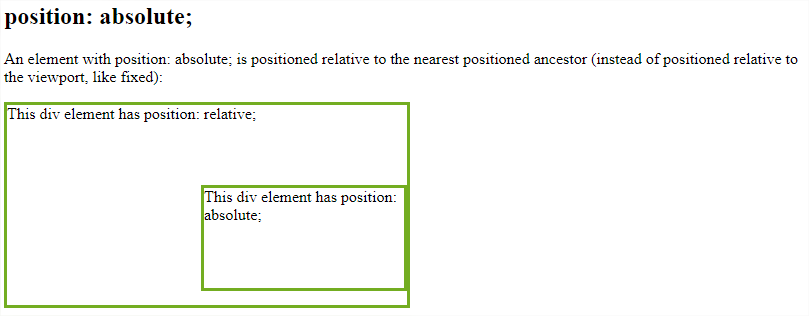 position: absolute;
An element with position: absolute; is positioned relative to the nearest positioned ancestor (instead of positioned relative to
the viewport, like fixed):
This div element has position: relative;
This div element has position:
absolute;